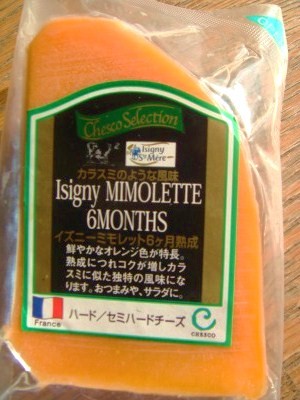 Chesco Selection
Isigny
Ste Mère
カラスミのような風味
Isigny MIMOLETTE
6MONTHS
イズニーミモレット6ヶ月熟成
鮮やかなオレンジ色が特長。
熟成につれコクが増しカラ
スミに似た独特の風味にな
ります。おつまみや、サラダに。
France
ハード／セミハードチーズ
CHESCO